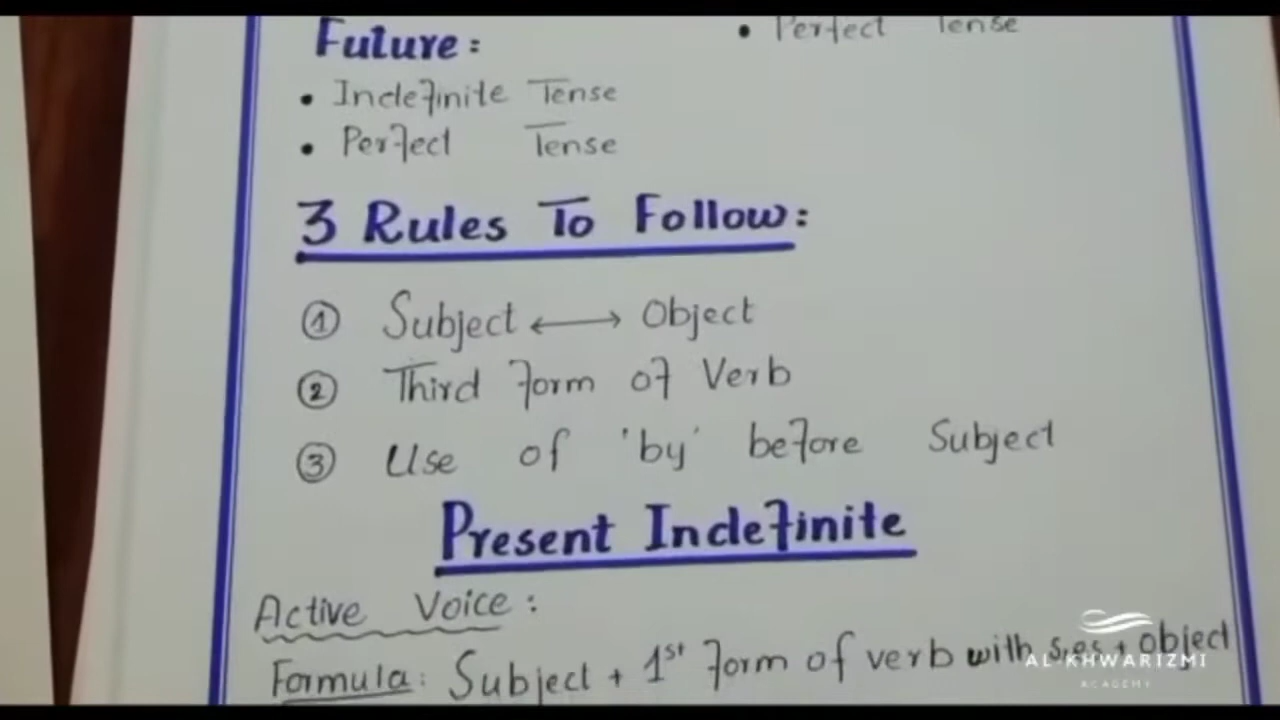 Future:
• Perfect Tense
• Indefinite Tense
• Perfect Tense
3 Rules To Follow:
① Subject ⟷ Object
② Third form of Verb
③ Use of 'by' before Subject
Present Indefinite
Active Voice:
Formula: Subject + 1st form of verb with s,es + object
AL-KHWARIZMI
ACADEMY